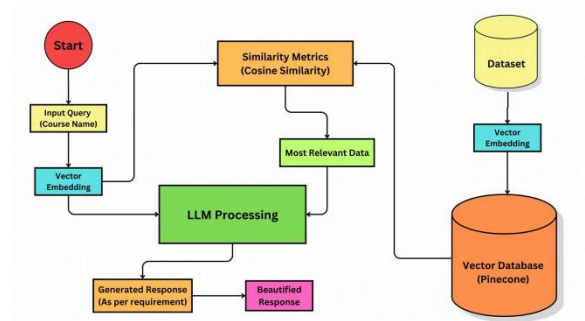 Start
Input Query
(Course Name)
Vector
Embedding
Similarity Metrics
(Cosine Similarity)
Most Relevant Data
LLM Processing
Generated Response
(As per requirement)
Beautified
Response
Dataset
Vector
Embedding
Vector Database
(Pinecone)